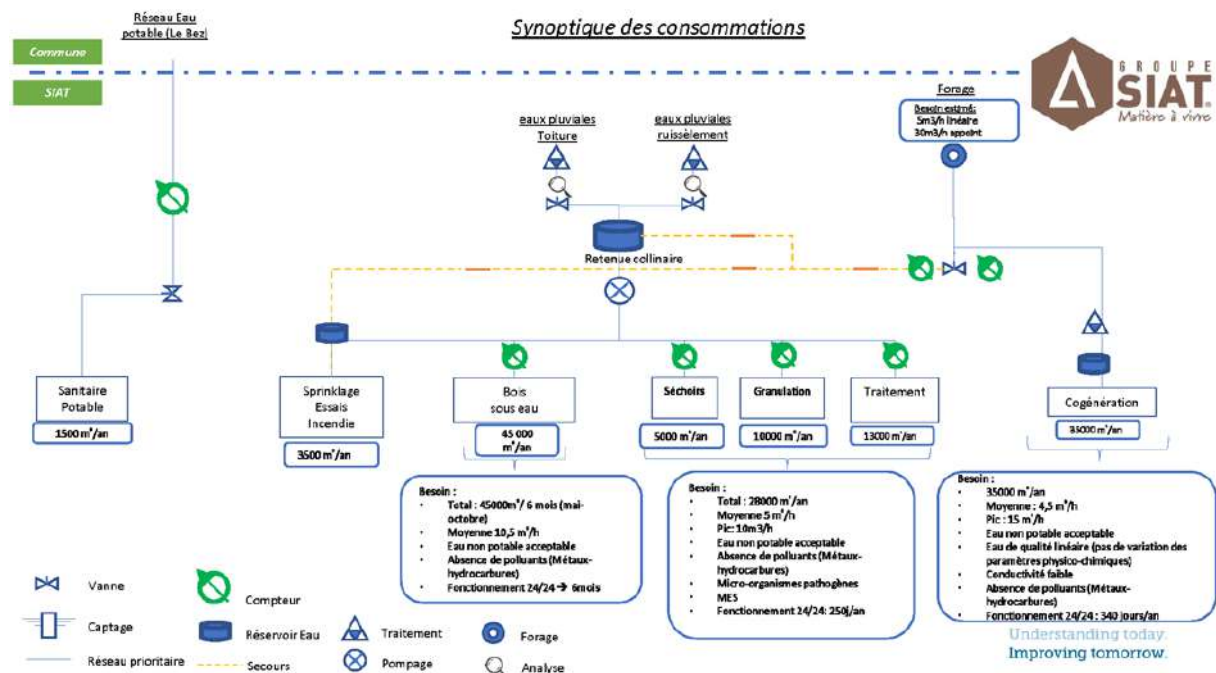 Réseau Eau
potable (Le Bez)
Synoptique des consommations
Commune
SIAT
GROUPE
SIAT
Matière à vivre
Forage
Besoin estimé:
5m3/h linéaire
30m3/h appoint
eaux pluviales
Toiture
eaux pluviales
ruissèlement
Retenue collinaire
Sanitaire
Potable
1500 m³/an
Sprinklage
Essais
Incendie
3500 m³/an
Bois
sous eau
45 000
m³/an
Séchoirs
5000 m³/an
Granulation
10000 m³/an
Traitement
13000 m³/an
Cogénération
35000 m³/an
Besoin :
• Total : 45000m³/ 6 mois (mai-
octobre)
• Moyenne 10,5 m³/h
• Eau non potable acceptable
• Absence de polluants (Métaux-
hydrocarbures)
• Fonctionnement 24/24 → 6mois
Besoin :
• Total : 28000 m³/an
• Moyenne 5 m³/h
• Pic: 10m3/h
• Eau non potable acceptable
• Absence de polluants (Métaux-
hydrocarbures)
• Micro-organismes pathogènes
• MES
• Fonctionnement 24/24: 250j/an
Besoin :
• 35000 m³/an
• Moyenne : 4,5 m³/h
• Pic : 15 m³/h
• Eau non potable acceptable
• Eau de qualité linéaire (pas de variation des
paramètres physico-chimiques)
• Conductivité faible
• Absence de polluants (Métaux-
hydrocarbures)
• Fonctionnement 24/24 : 340 jours/an
Vanne
Compteur
Captage
Réservoir Eau
Traitement
Forage
Réseau prioritaire
Secours
Pompage
Analyse
Understanding today.
Improving tomorrow.